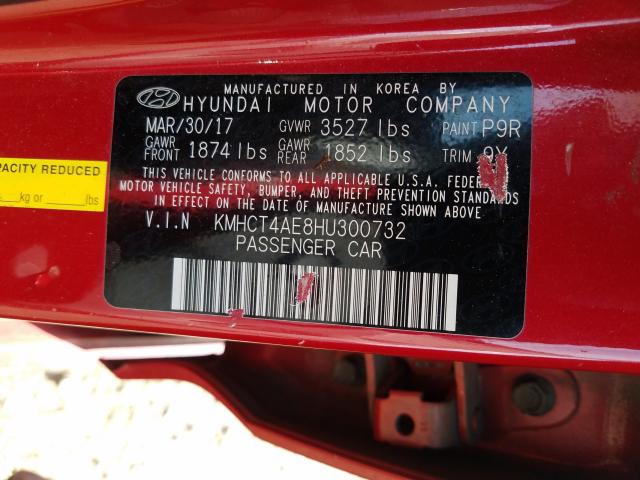 MANUFACTURED IN KOREA BY
HYUNDAI MOTOR COMPANY
MAR/30/17 GVWR 3527 lbs PAINT P9R
GAWR FRONT 1874 lbs GAWR REAR 1852 lbs TRIM
THIS VEHICLE CONFORMS TO ALL APPLICABLE U.S.A. FEDER
MOTOR VEHICLE SAFETY, BUMPER, AND THEFT PREVENTION STANDARDS
IN EFFECT ON THE DATE OF MANUFACTURE SHOWN ABOVE
V.I.N KMHCT4AE8HU300732
PASSENGER CAR
APACITY REDUCED
kg or lbs